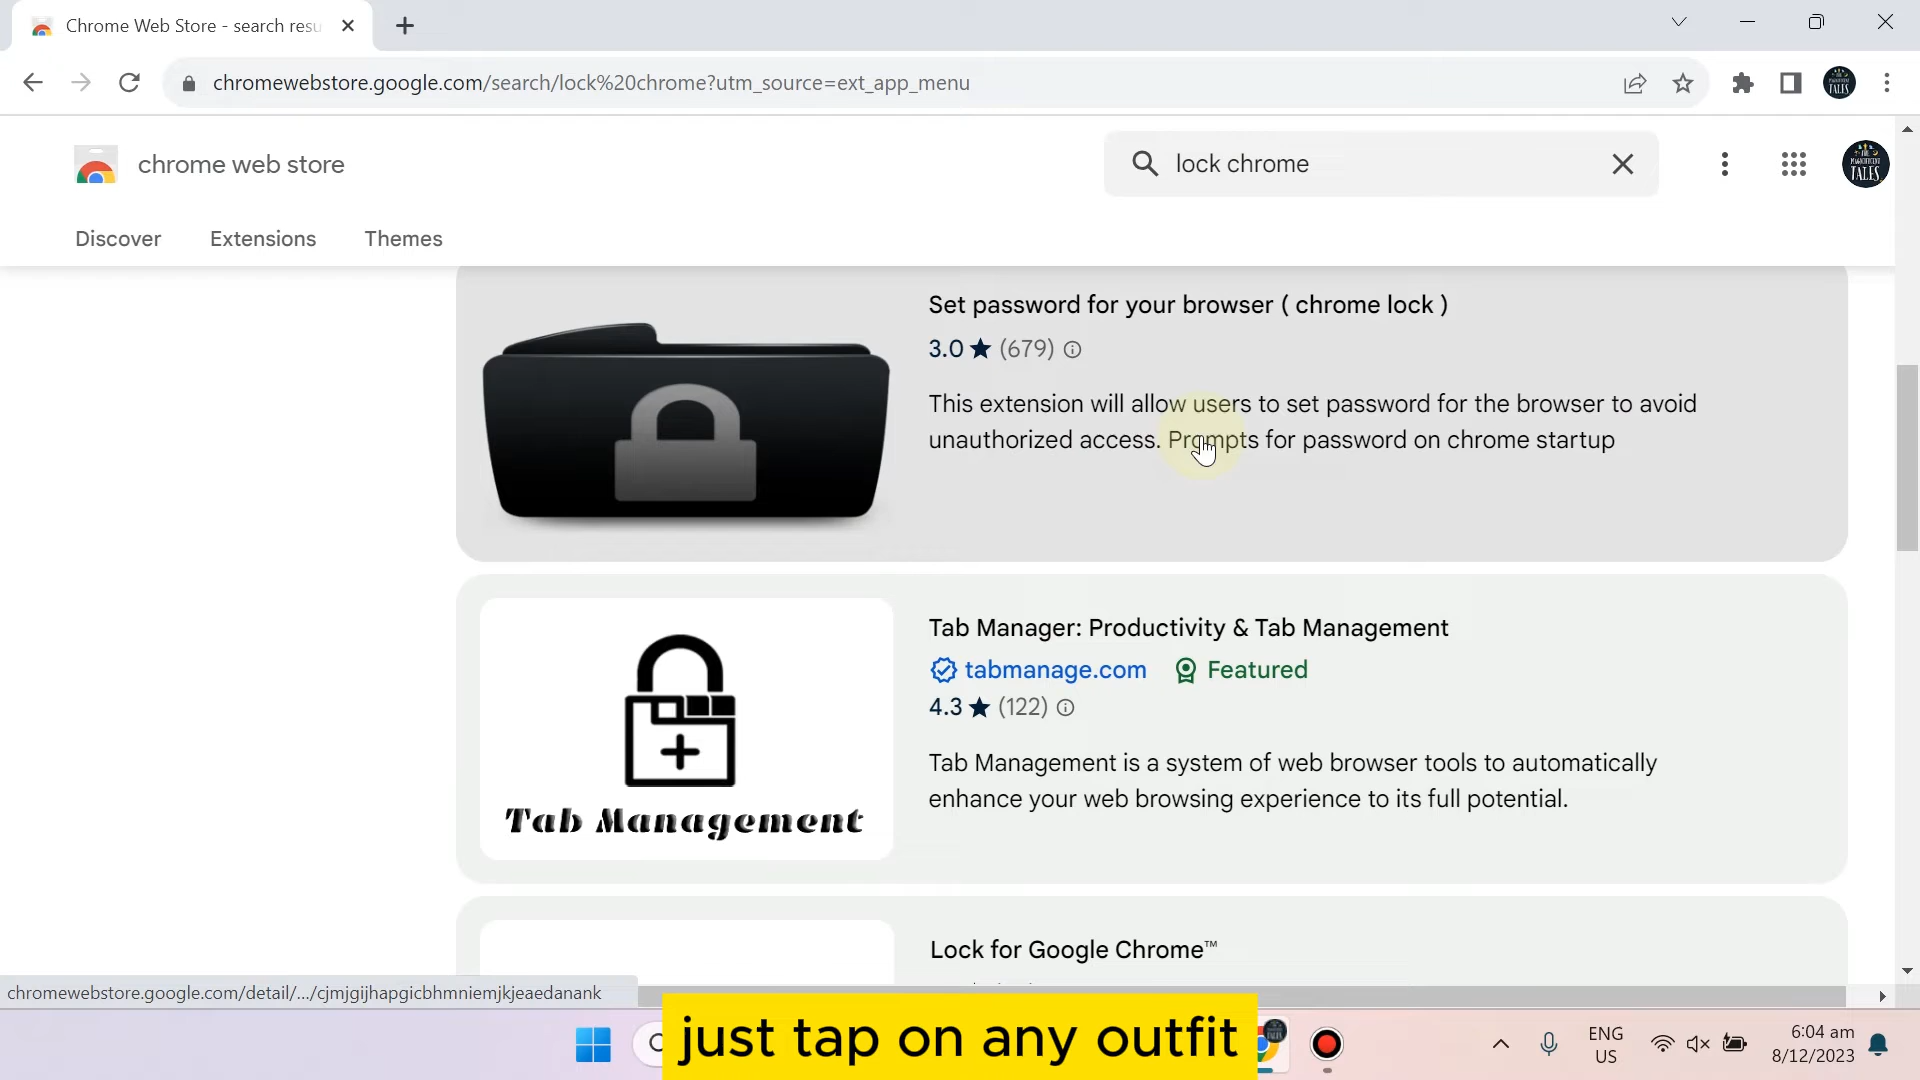 Chrome Web Store - search resu
chromewebstore.google.com/search/lock%20chrome?utm_source=ext_app_menu
chrome web store
lock chrome
Discover Extensions Themes
Set password for your browser ( chrome lock )
3.0 (679)
This extension will allow users to set password for the browser to avoid
unauthorized access. Prompts for password on chrome startup
Tab Manager: Productivity & Tab Management
tabmanage.com Featured
4.3 (122)
Tab Management is a system of web browser tools to automatically
enhance your web browsing experience to its full potential.
Tab Management
Lock for Google Chrome™
chromewebstore.google.com/detail/.../cjmjgijhapgicbhmniemjkjeaedanank
just tap on any outfit
ENG
US
6:04 am
8/12/2023